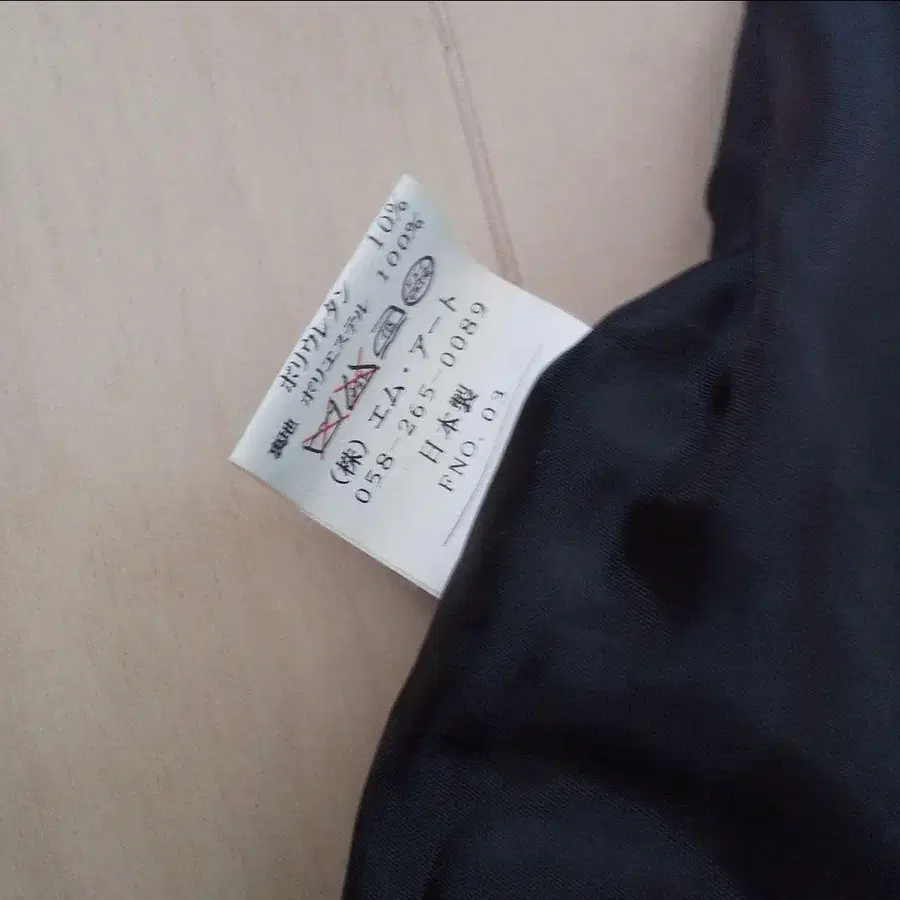 ポリウレタン 10%
裏地 ポリエステル 100%
(株) エム・アート
058-265-0089
日本製
FNO. 03